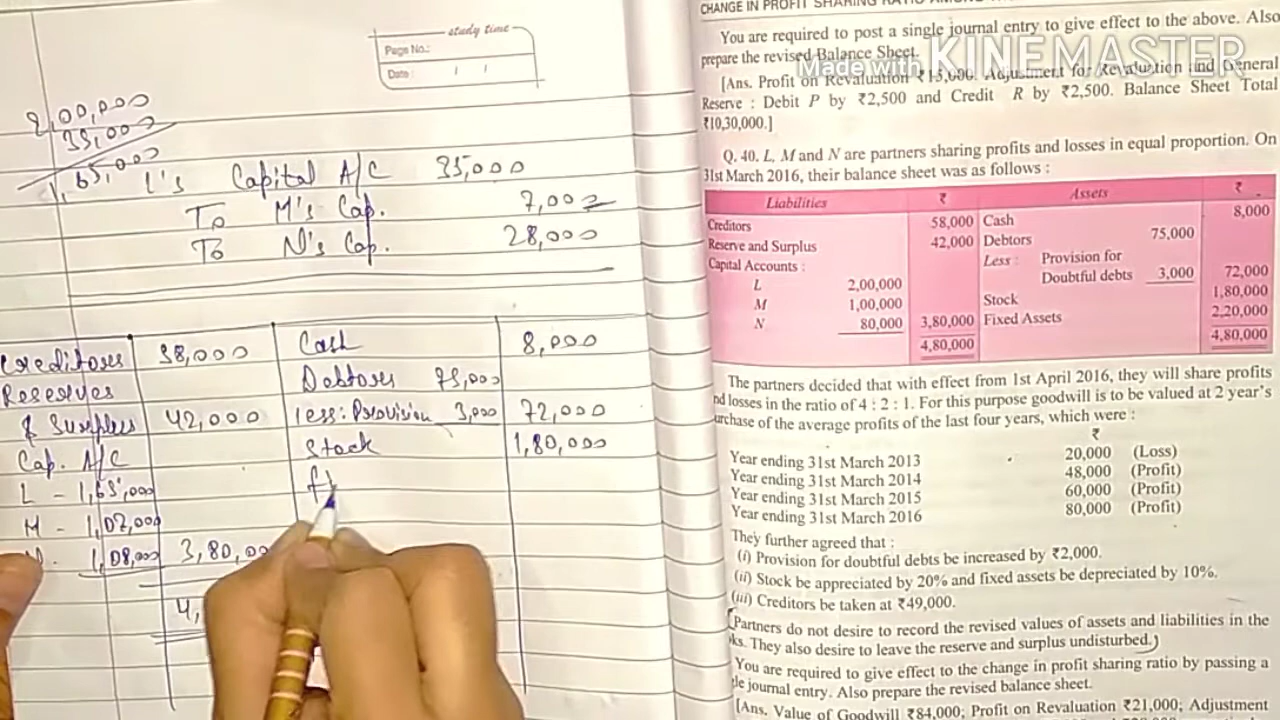 study time
Page No.:
Date :
2,00,000
35,000
1,65,000
L's Capital A/C 35,000
To M's Cap. 7,000
To N's Cap. 28,000
Creditores 58,000 Cash 8,000
Reserves Debtores 75,000
& Surplus 42,000 less: Provision 3,000 72,000
Cap. A/C Stock 1,80,000
L - 1,65,000
M - 1,07,000
1,08,000 3,80,00
4,
CHANGE IN PROFIT SHARING RATIO AMONG
You are required to post a single journal entry to give effect to the above. Also
prepare the revised Balance Sheet.
Made with KINEMASTER
[Ans. Profit on Revaluation ₹15,000. Adjustment for Revaluation and General
Reserve : Debit P by ₹2,500 and Credit R by ₹2,500. Balance Sheet Total
₹10,30,000.]
Q. 40. L, M and N are partners sharing profits and losses in equal proportion. On
31st March 2016, their balance sheet was as follows :
Liabilities ₹ Assets ₹
Creditors 58,000 Cash 8,000
Reserve and Surplus 42,000 Debtors 75,000
Capital Accounts : Less : Provision for
Doubtful debts 3,000 72,000
L 2,00,000 Stock 1,80,000
M 1,00,000 Fixed Assets 2,20,000
N 80,000 3,80,000
4,80,000 4,80,000
The partners decided that with effect from 1st April 2016, they will share profits
nd losses in the ratio of 4 : 2 : 1. For this purpose goodwill is to be valued at 2 year's
urchase of the average profits of the last four years, which were :
₹
Year ending 31st March 2013 20,000 (Loss)
Year ending 31st March 2014 48,000 (Profit)
Year ending 31st March 2015 60,000 (Profit)
Year ending 31st March 2016 80,000 (Profit)
They further agreed that :
(i) Provision for doubtful debts be increased by ₹2,000.
(ii) Stock be appreciated by 20% and fixed assets be depreciated by 10%.
(iii) Creditors be taken at ₹49,000.
Partners do not desire to record the revised values of assets and liabilities in the
ks. They also desire to leave the reserve and surplus undisturbed.
You are required to give effect to the change in profit sharing ratio by passing a
le journal entry. Also prepare the revised balance sheet.
[Ans. Value of Goodwill ₹84,000; Profit on Revaluation ₹21,000; Adjustment